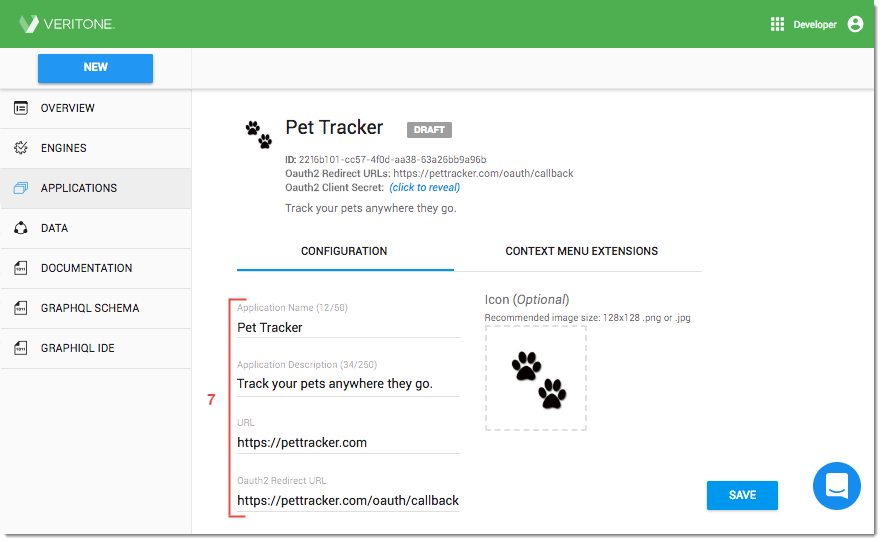 VERITONE
Developer
NEW
OVERVIEW
ENGINES
APPLICATIONS
DATA
DOCUMENTATION
GRAPHQL SCHEMA
GRAPHIQL IDE
Pet Tracker DRAFT
ID: 2216b101-cc57-4f0d-aa38-63a26bb9a96b
Oauth2 Redirect URLs: https://pettracker.com/oauth/callback
Oauth2 Client Secret: (click to reveal)
Track your pets anywhere they go.
CONFIGURATION
CONTEXT MENU EXTENSIONS
7
Application Name (12/50)
Pet Tracker
Application Description (34/250)
Track your pets anywhere they go.
URL
https://pettracker.com
Oauth2 Redirect URL
https://pettracker.com/oauth/callback
Icon (Optional)
Recommended image size: 128x128 .png or .jpg
SAVE